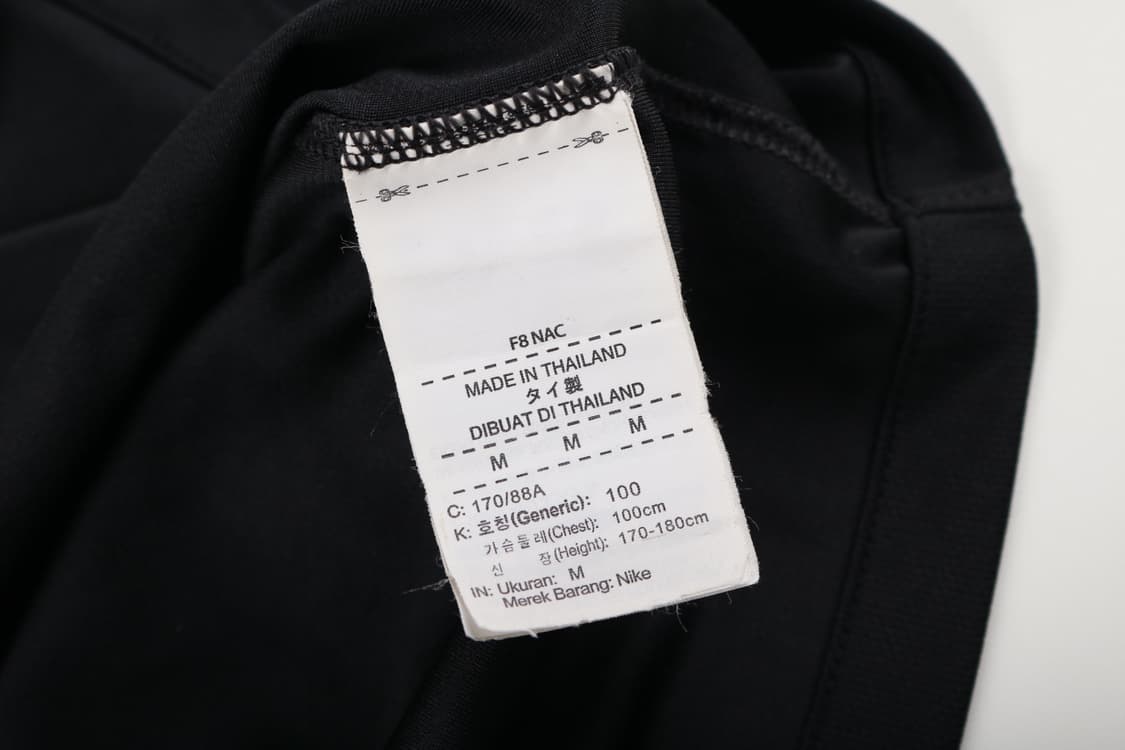 F8 NAC
MADE IN THAILAND
タイ製
DIBUAT DI THAILAND
M M M
C: 170/88A
K: 호칭(Generic): 100
가슴둘레(Chest): 100cm
신 장(Height): 170-180cm
IN: Ukuran: M
Merek Barang: Nike